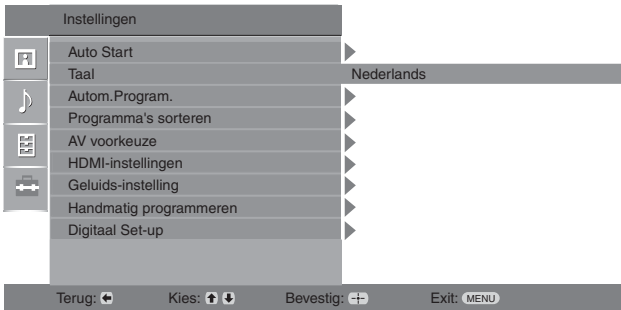 Instellingen
Auto Start
Taal Nederlands
Autom.Program.
Programma's sorteren
AV voorkeuze
HDMI-instellingen
Geluids-instelling
Handmatig programmeren
Digitaal Set-up
Terug: Kies: Bevestig: Exit: MENU